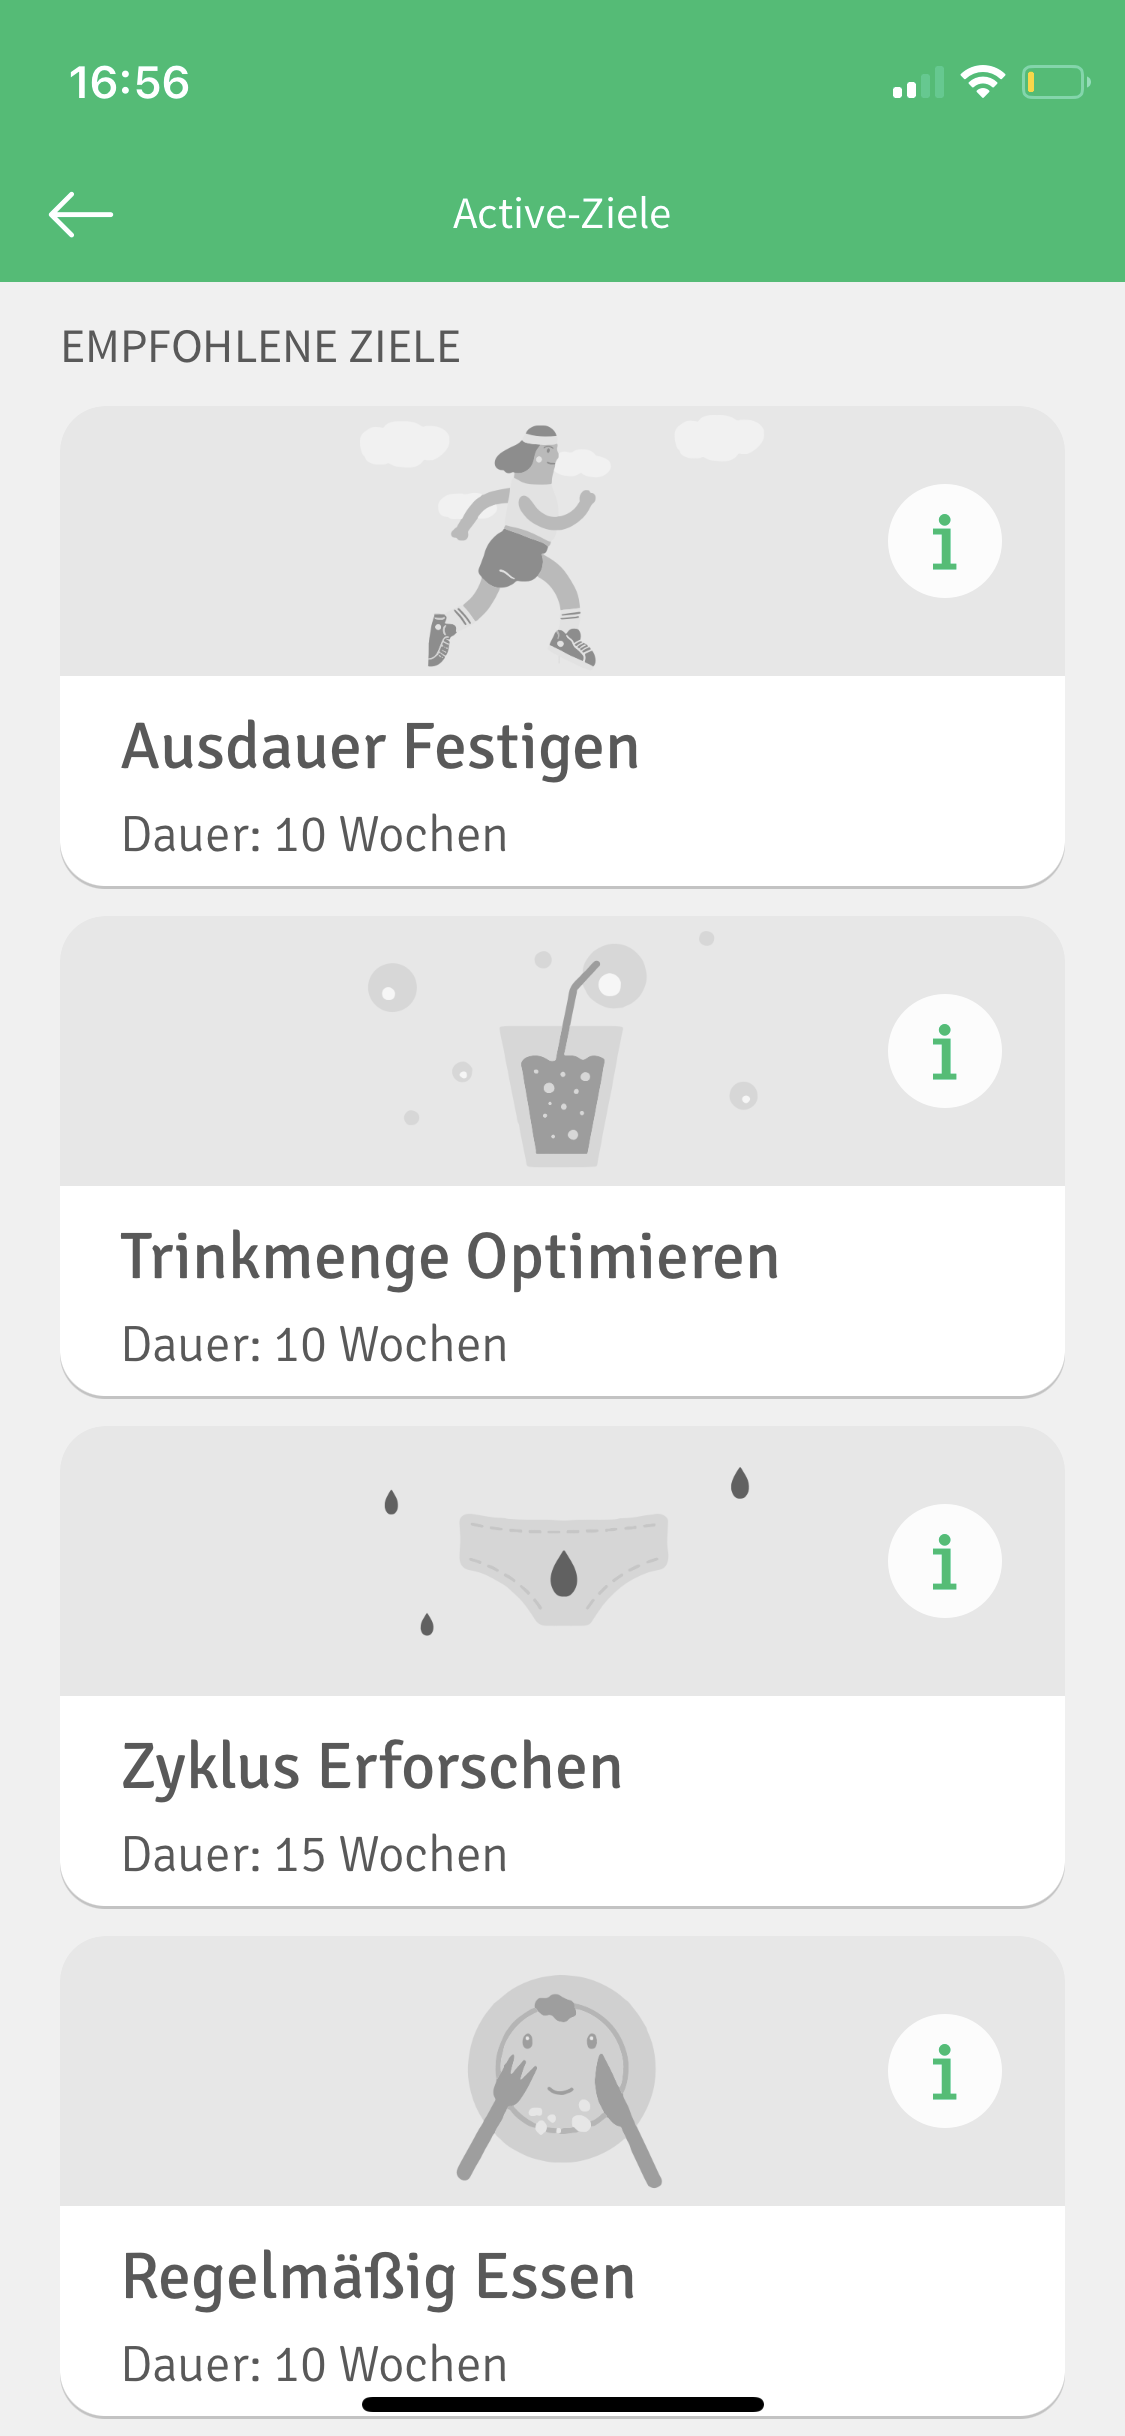 16:56
Active-Ziele
EMPFOHLENE ZIELE
i
Ausdauer Festigen
Dauer: 10 Wochen
i
Trinkmenge Optimieren
Dauer: 10 Wochen
i
Zyklus Erforschen
Dauer: 15 Wochen
i
Regelmäßig Essen
Dauer: 10 Wochen